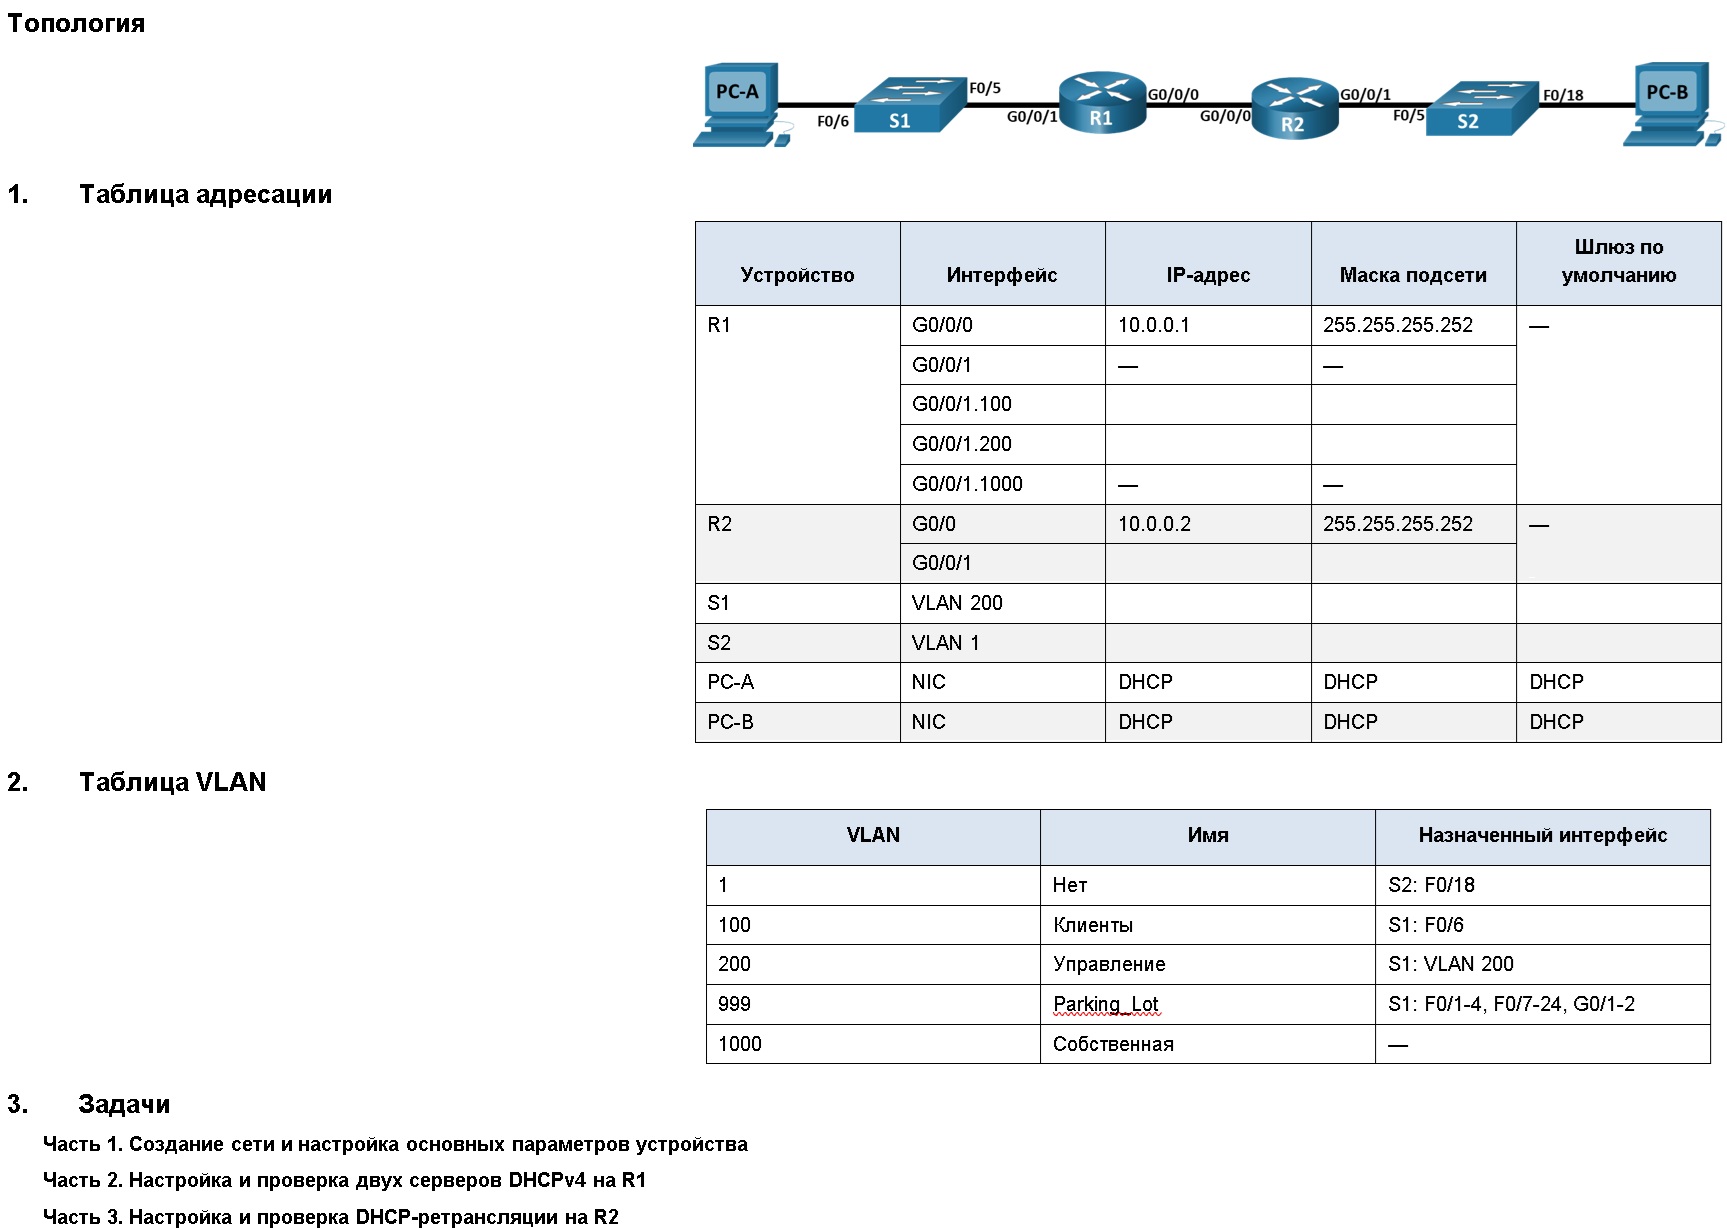 Топология
PC-A F0/6 S1 F0/5 G0/0/1 R1 G0/0/0 G0/0/0 R2 G0/0/1 F0/5 S2 F0/18 PC-B
1. Таблица адресации
Устройство Интерфейс IP-адрес Маска подсети Шлюз по умолчанию
R1 G0/0/0 10.0.0.1 255.255.255.252 —
G0/0/1 — —
G0/0/1.100
G0/0/1.200
G0/0/1.1000 — —
R2 G0/0 10.0.0.2 255.255.255.252 —
G0/0/1
S1 VLAN 200
S2 VLAN 1
PC-A NIC DHCP DHCP DHCP
PC-B NIC DHCP DHCP DHCP
2. Таблица VLAN
VLAN Имя Назначенный интерфейс
1 Нет S2: F0/18
100 Клиенты S1: F0/6
200 Управление S1: VLAN 200
999 Parking_Lot S1: F0/1-4, F0/7-24, G0/1-2
1000 Собственная —
3. Задачи
Часть 1. Создание сети и настройка основных параметров устройства
Часть 2. Настройка и проверка двух серверов DHCPv4 на R1
Часть 3. Настройка и проверка DHCP-ретрансляции на R2